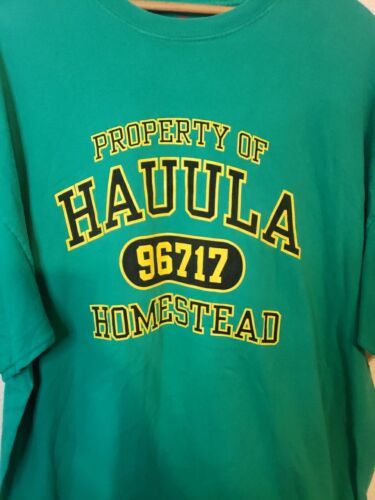 PROPERTY OF
HAUULA
96717
HOMESTEAD